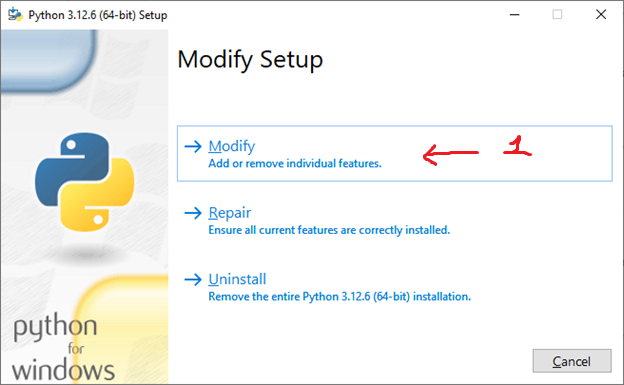 Python 3.12.6 (64-bit) Setup
Modify Setup
Modify
Add or remove individual features.
1
Repair
Ensure all current features are correctly installed.
Uninstall
Remove the entire Python 3.12.6 (64-bit) installation.
python
for
windows
Cancel